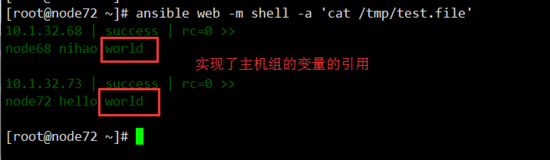 [root@node72 ~]# ansible web -m shell -a 'cat /tmp/test.file'
10.1.32.68 | success | rc=0 >>
node68 nihao world
实现了主机组的变量的引用
10.1.32.73 | success | rc=0 >>
node72 hello world
[root@node72 ~]#